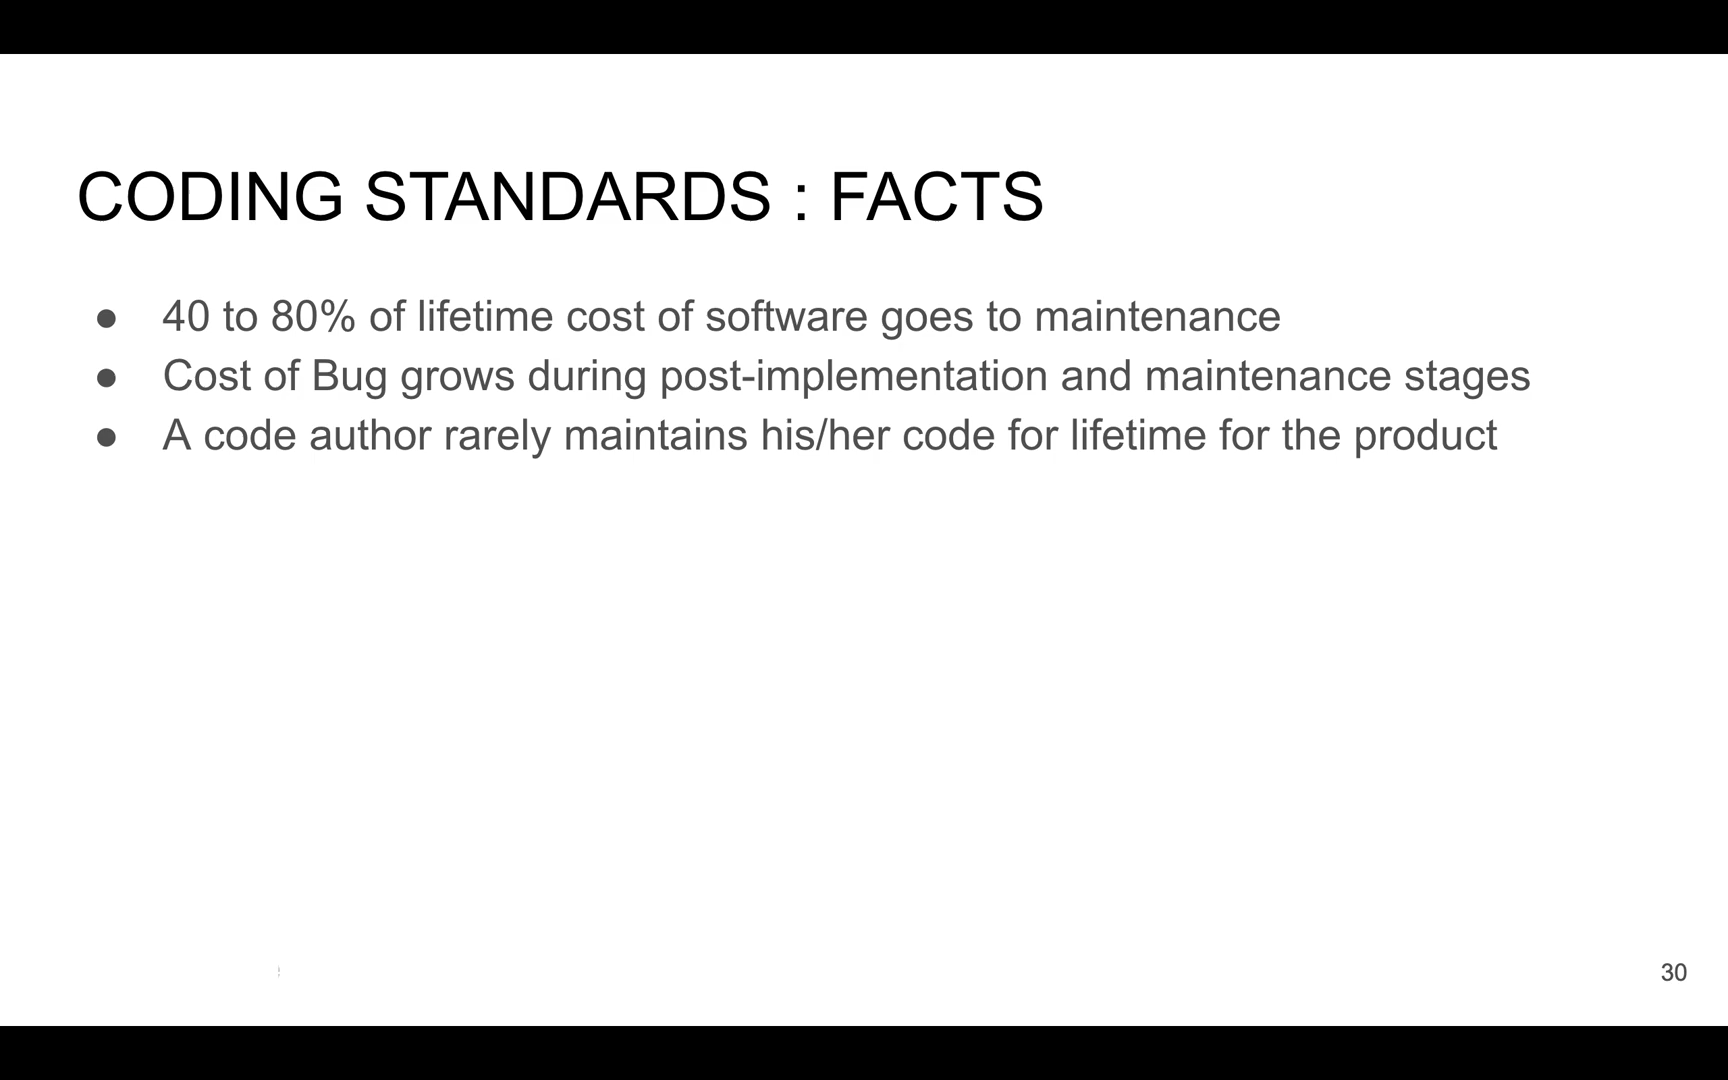 CODING STANDARDS : FACTS
● 40 to 80% of lifetime cost of software goes to maintenance
● Cost of Bug grows during post-implementation and maintenance stages
● A code author rarely maintains his/her code for lifetime for the product
30